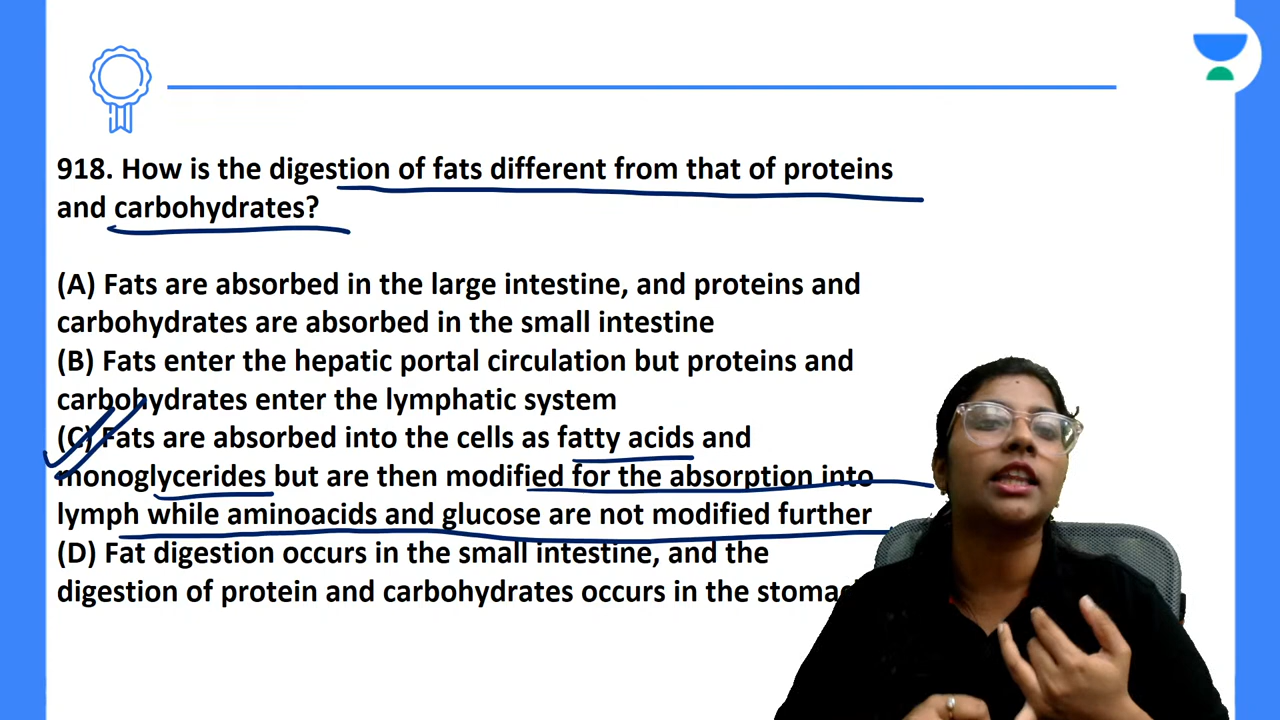 918. How is the digestion of fats different from that of proteins
and carbohydrates?
(A) Fats are absorbed in the large intestine, and proteins and
carbohydrates are absorbed in the small intestine
(B) Fats enter the hepatic portal circulation but proteins and
carbohydrates enter the lymphatic system
(C) Fats are absorbed into the cells as fatty acids and
monoglycerides but are then modified for the absorption into
lymph while aminoacids and glucose are not modified further
(D) Fat digestion occurs in the small intestine, and the
digestion of protein and carbohydrates occurs in the